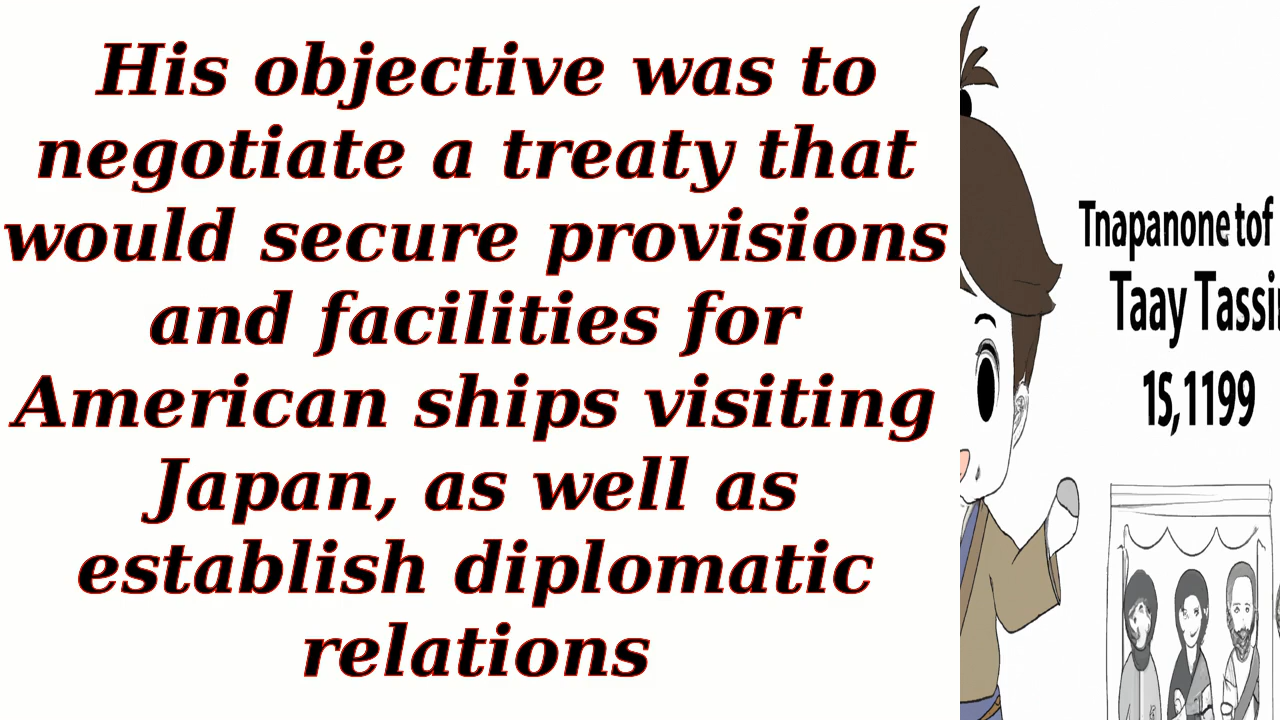 His objective was to
negotiate a treaty that
would secure provisions
and facilities for
American ships visiting
Japan, as well as
establish diplomatic
relations
Tnapanone tof
Taay Tassi
15,1199